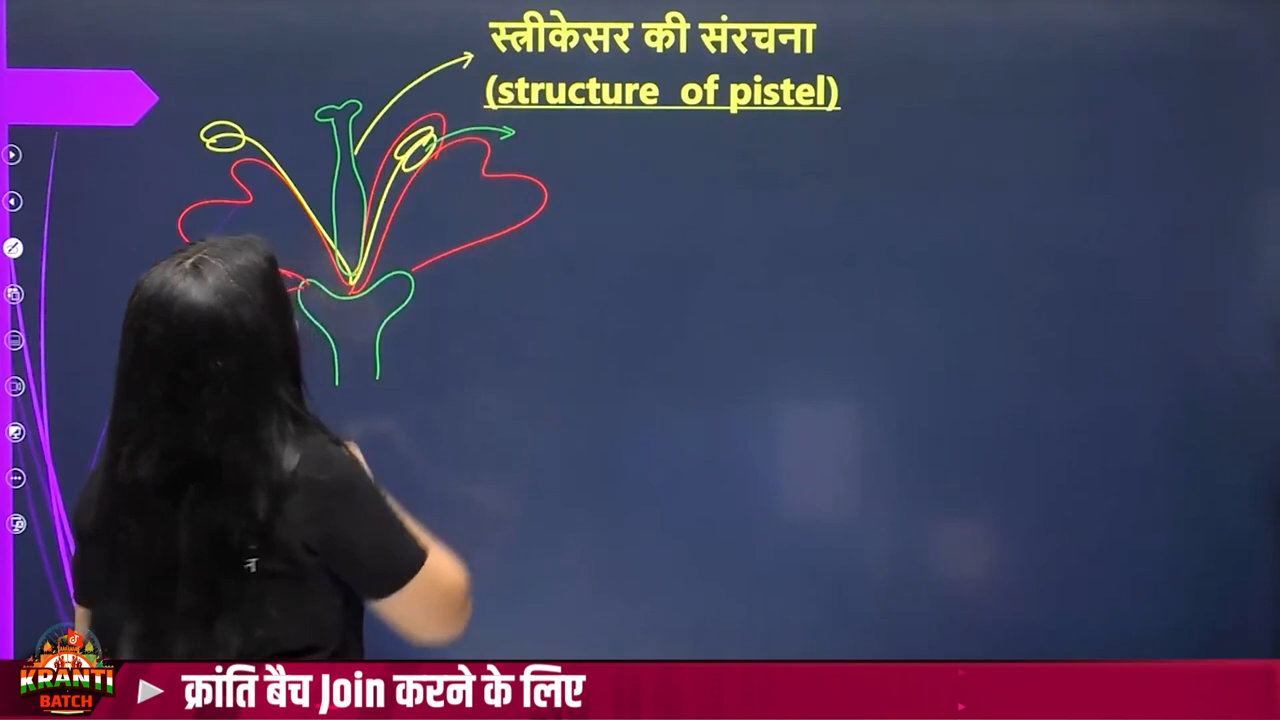 स्त्रीकेसर की संरचना
(structure of pistel)
KRANTI
BATCH
क्रांति बैच Join करने के लिए